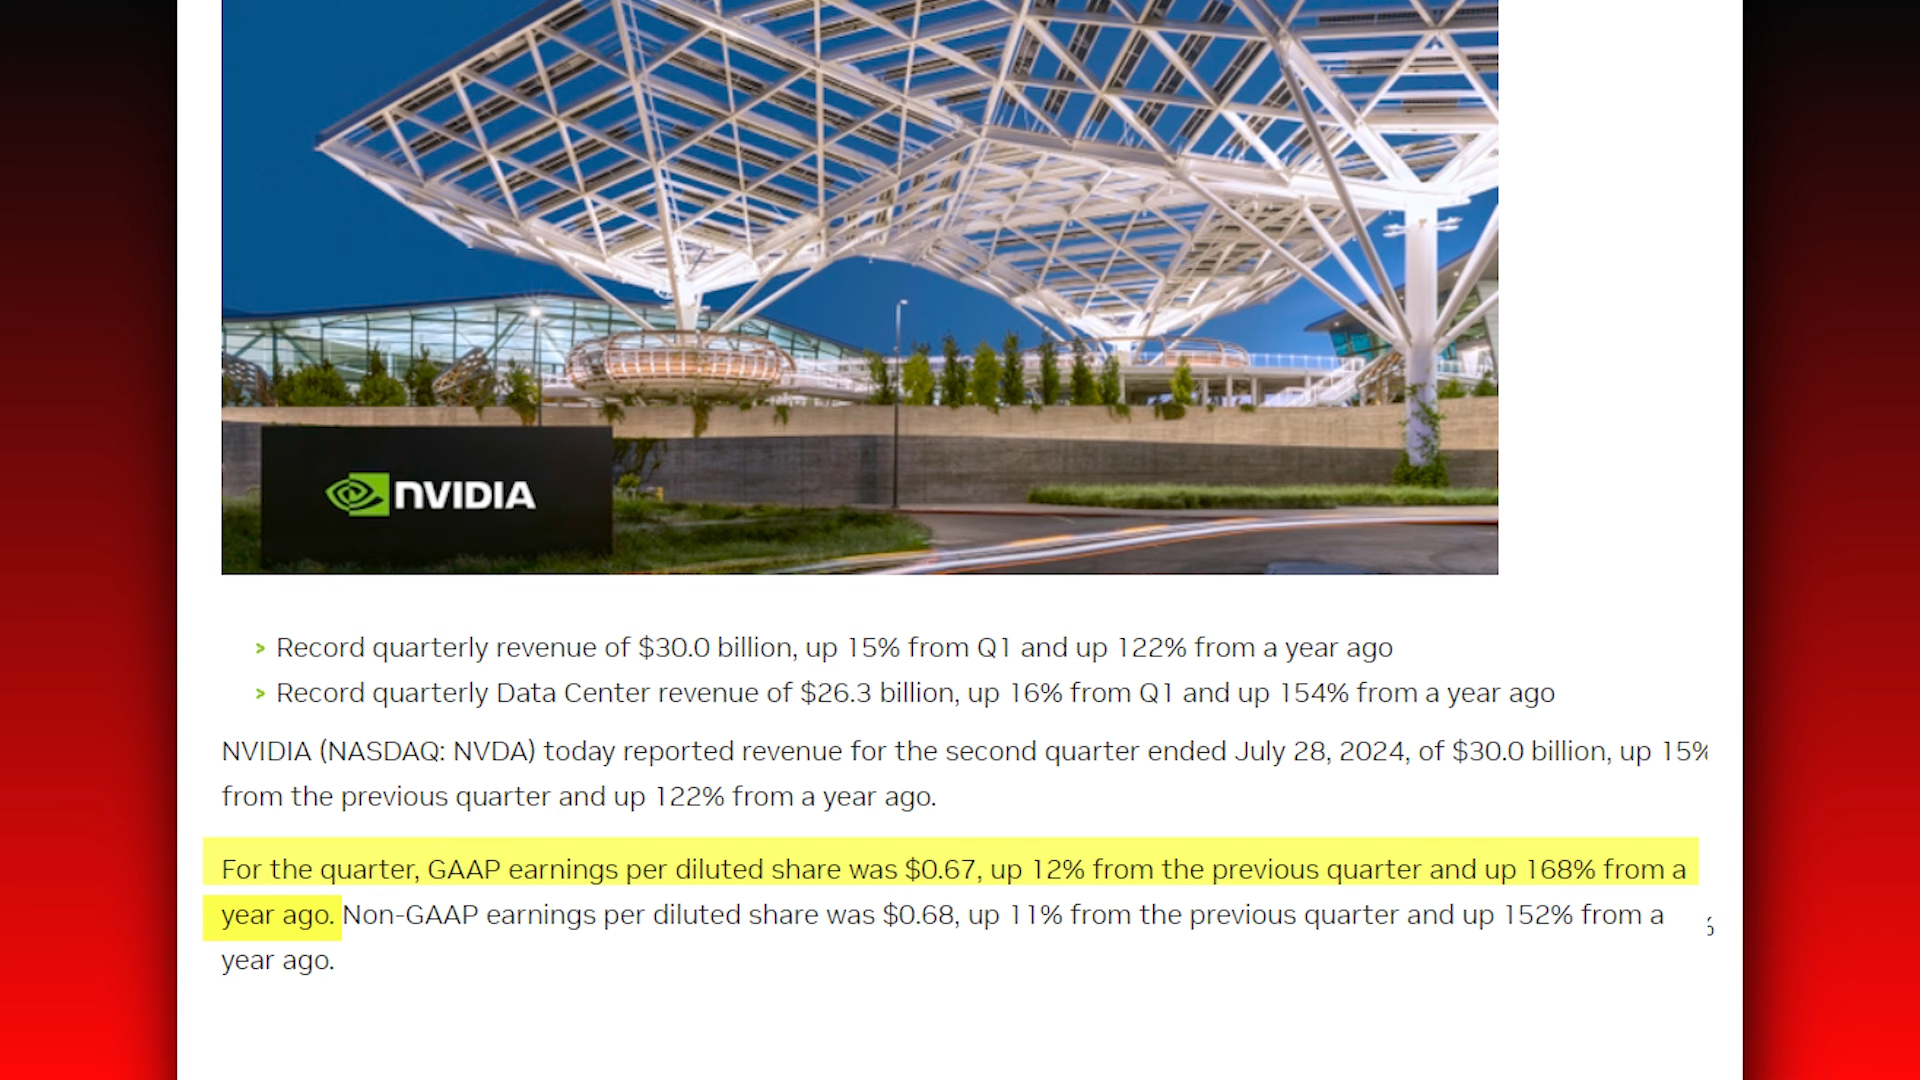 NVIDIA
> Record quarterly revenue of $30.0 billion, up 15% from Q1 and up 122% from a year ago
> Record quarterly Data Center revenue of $26.3 billion, up 16% from Q1 and up 154% from a year ago
NVIDIA (NASDAQ: NVDA) today reported revenue for the second quarter ended July 28, 2024, of $30.0 billion, up 15%
from the previous quarter and up 122% from a year ago.
For the quarter, GAAP earnings per diluted share was $0.67, up 12% from the previous quarter and up 168% from a
year ago. Non-GAAP earnings per diluted share was $0.68, up 11% from the previous quarter and up 152% from a
year ago.